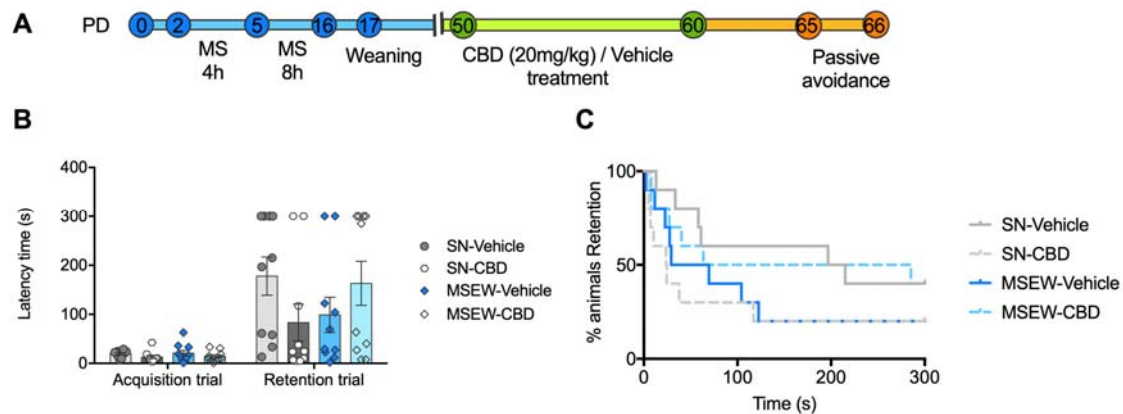 A
PD
0 2 5 16 17 50 60 65 66
MS
4h
MS
8h
Weaning
CBD (20mg/kg) / Vehicle
treatment
Passive
avoidance
B
Latency time (s)
400
300
200
100
0
Acquisition trial
Retention trial
SN-Vehicle
SN-CBD
MSEW-Vehicle
MSEW-CBD
C
% animals Retention
100
50
0
0 100 200 300
Time (s)
SN-Vehicle
SN-CBD
MSEW-Vehicle
MSEW-CBD